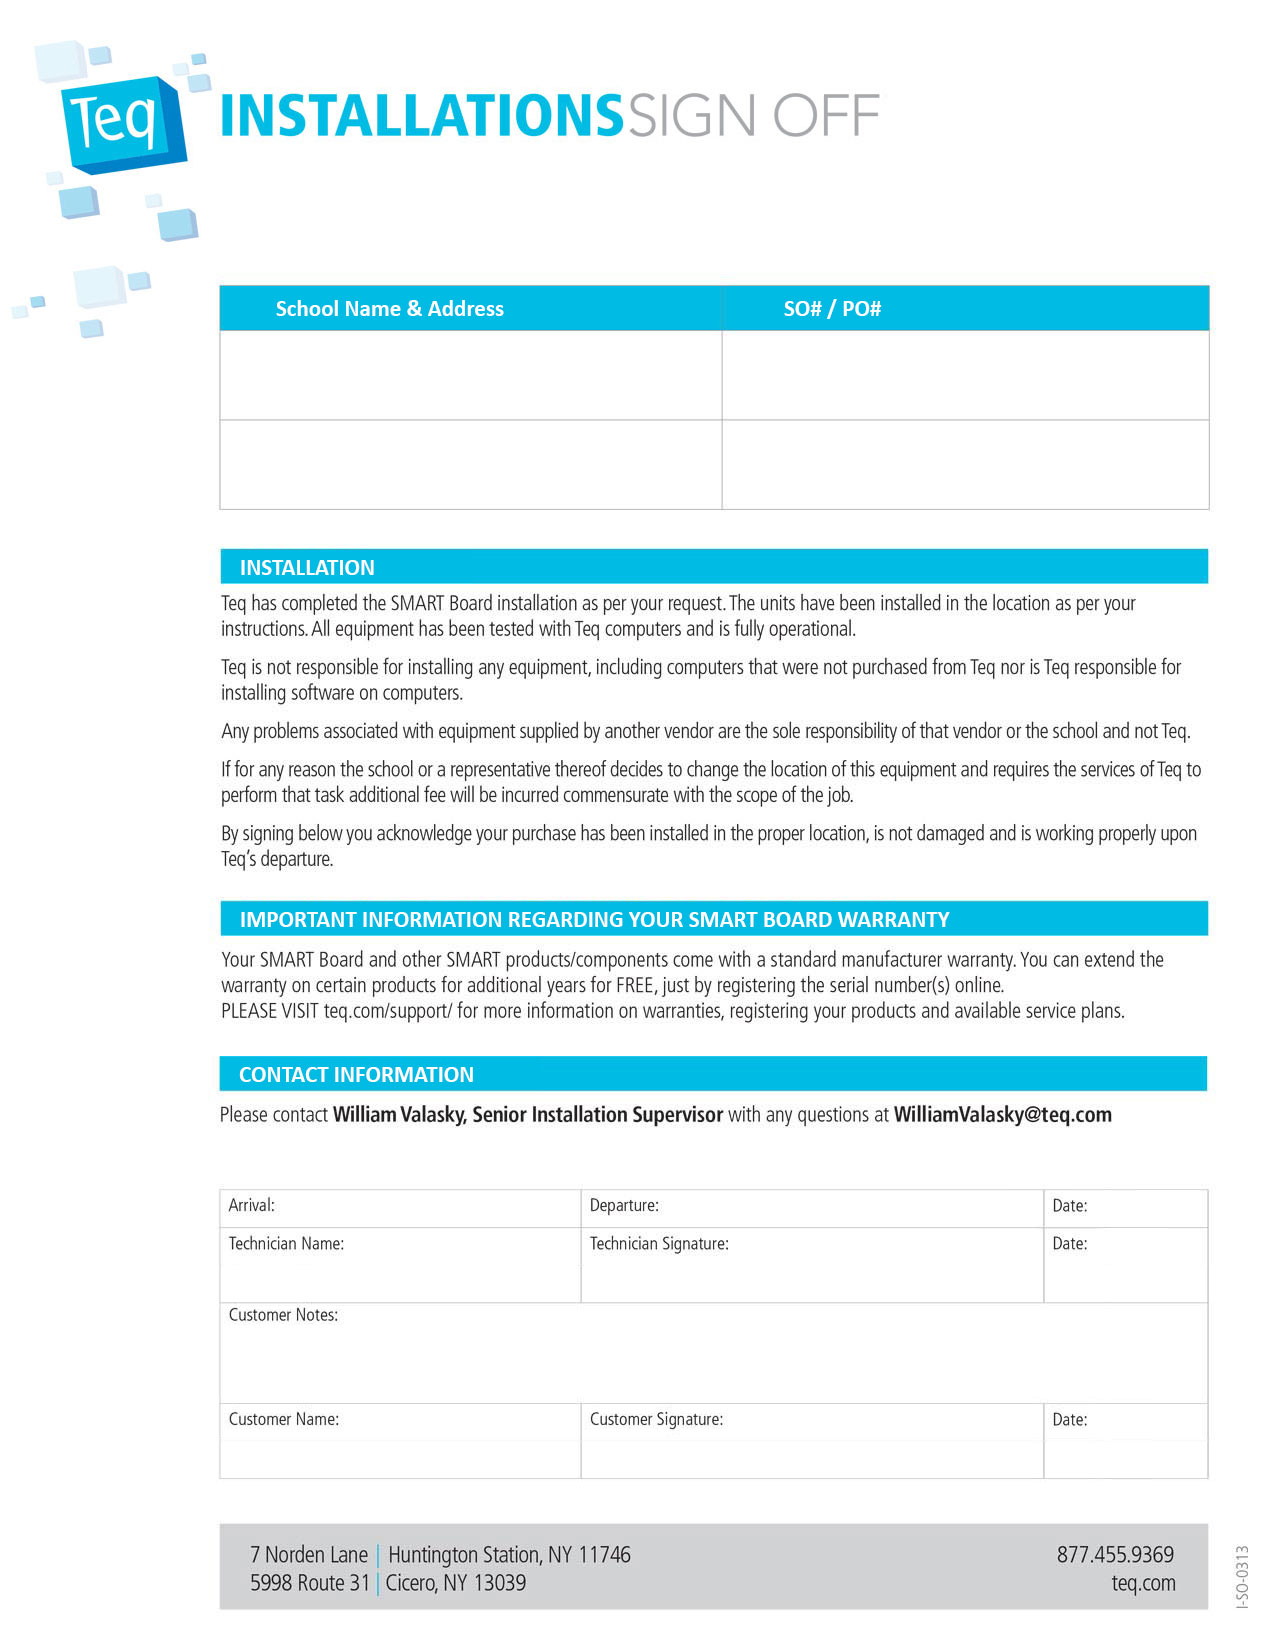 Teq
INSTALLATIONS SIGN OFF
School Name & Address
SO# / PO#
INSTALLATION
Teq has completed the SMART Board installation as per your request. The units have been installed in the location as per your
instructions. All equipment has been tested with Teq computers and is fully operational.
Teq is not responsible for installing any equipment, including computers that were not purchased from Teq nor is Teq responsible for
installing software on computers.
Any problems associated with equipment supplied by another vendor are the sole responsibility of that vendor or the school and not Teq.
If for any reason the school or a representative thereof decides to change the location of this equipment and requires the services of Teq to
perform that task additional fee will be incurred commensurate with the scope of the job.
By signing below you acknowledge your purchase has been installed in the proper location, is not damaged and is working properly upon
Teq's departure.
IMPORTANT INFORMATION REGARDING YOUR SMART BOARD WARRANTY
Your SMART Board and other SMART products/components come with a standard manufacturer warranty. You can extend the
warranty on certain products for additional years for FREE, just by registering the serial number(s) online.
PLEASE VISIT teq.com/support/ for more information on warranties, registering your products and available service plans.
CONTACT INFORMATION
Please contact William Valasky, Senior Installation Supervisor with any questions at WilliamValasky@teq.com
Arrival:
Departure:
Date:
Technician Name:
Technician Signature:
Date:
Customer Notes:
Customer Name:
Customer Signature:
Date:
7 Norden Lane | Huntington Station, NY 11746
877.455.9369
5998 Route 31 | Cicero, NY 13039
teq.com
I-SO-0313